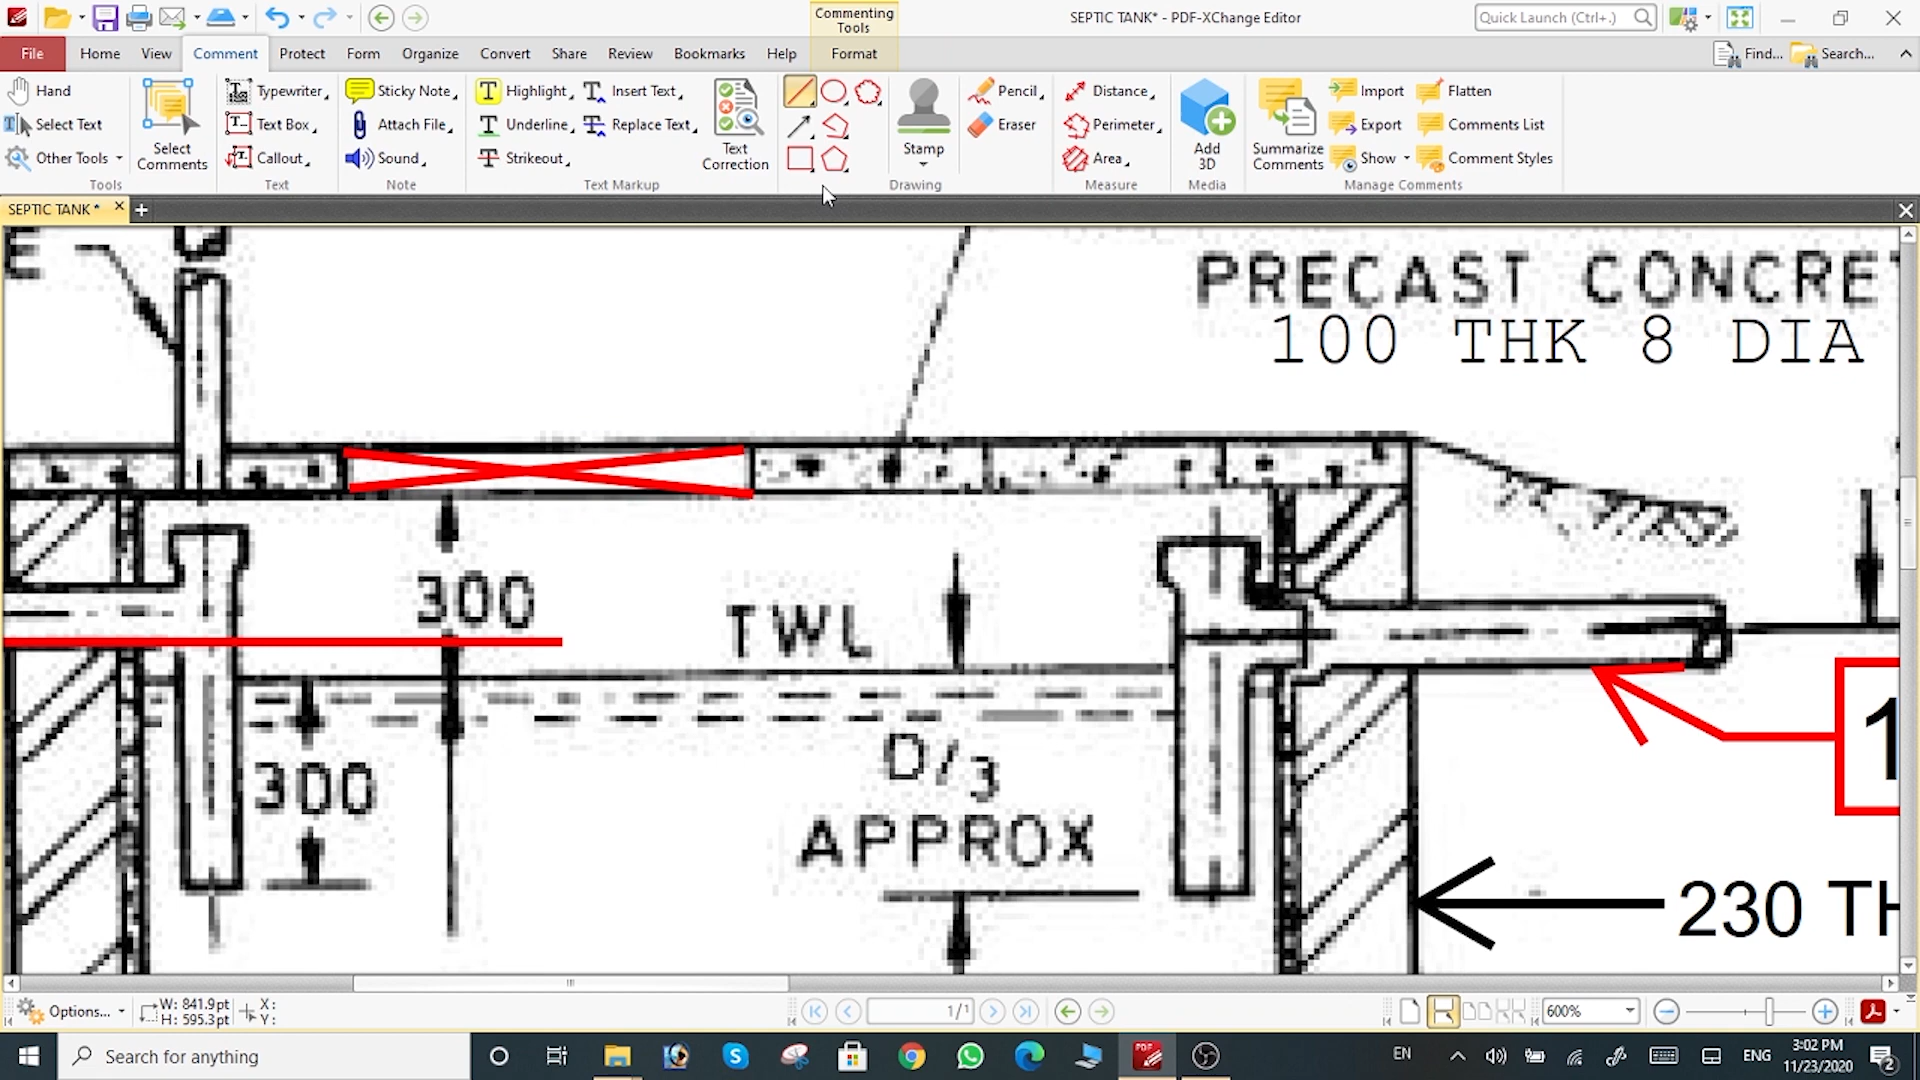 Commenting
Tools
SEPTIC TANK* - PDF-XChange Editor
Quick Launch (Ctrl+.)
File
Home
View
Comment
Protect
Form
Organize
Convert
Share
Review
Bookmarks
Help
Format
Find...
Search...
Hand
Select Text
Other Tools
Tools
Select
Comments
Typewriter
Text Box
Callout
Text
Sticky Note
Attach File
Sound
Note
Highlight
Insert Text
Underline
Replace Text
Strikeout
Text
Correction
Text Markup
Stamp
Pencil
Eraser
Drawing
Distance
Perimeter
Area
Measure
Add
3D
Media
Summarize
Comments
Import
Export
Show
Flatten
Comments List
Comment Styles
Manage Comments
SEPTIC TANK *
E
PRECAST CONCRE
100 THK 8 DIA
300
TWL
300
D/3
APPROX
1
230 TH
Options...
W: 841.9pt
H: 595.3pt
X:
Y:
1/1
600%
PDF
Search for anything
EN
ENG
3:02 PM
11/23/2020
2